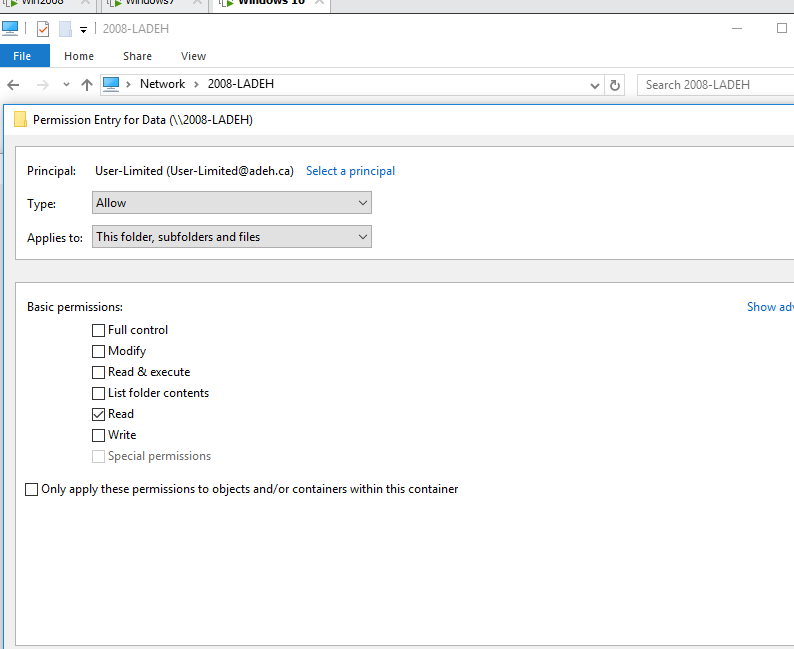 Win2008 Windows7 Windows 10
2008-LADEH
File Home Share View
Network 2008-LADEH Search 2008-LADEH
Permission Entry for Data (\\2008-LADEH)
Principal: User-Limited (User-Limited@adeh.ca) Select a principal
Type: Allow
Applies to: This folder, subfolders and files
Basic permissions: Show adv
Full control
Modify
Read & execute
List folder contents
Read
Write
Special permissions
Only apply these permissions to objects and/or containers within this container